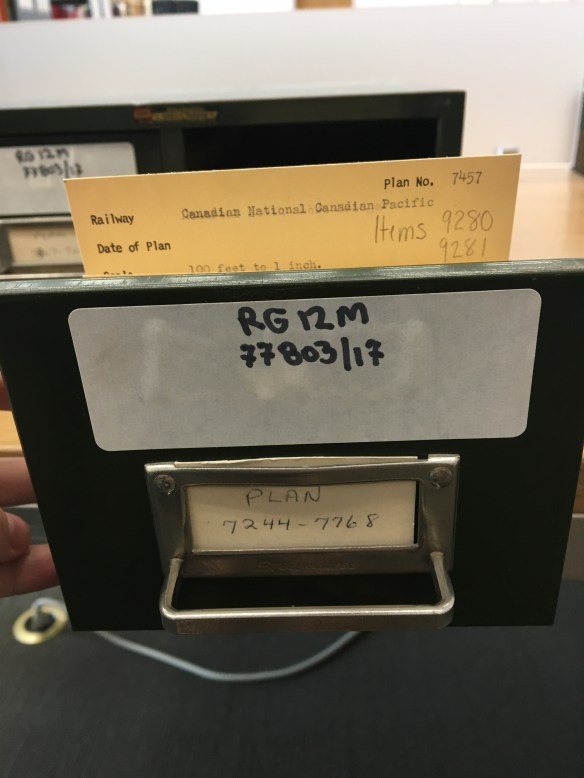 RG 12M
77803/17
Plan No. 7457
Railway Canadian National Canadian Pacific
Items 9280
9281
Date of Plan
Scale 100 feet to 1 inch.
RG 12M
77803/17
PLAN
7244-7768